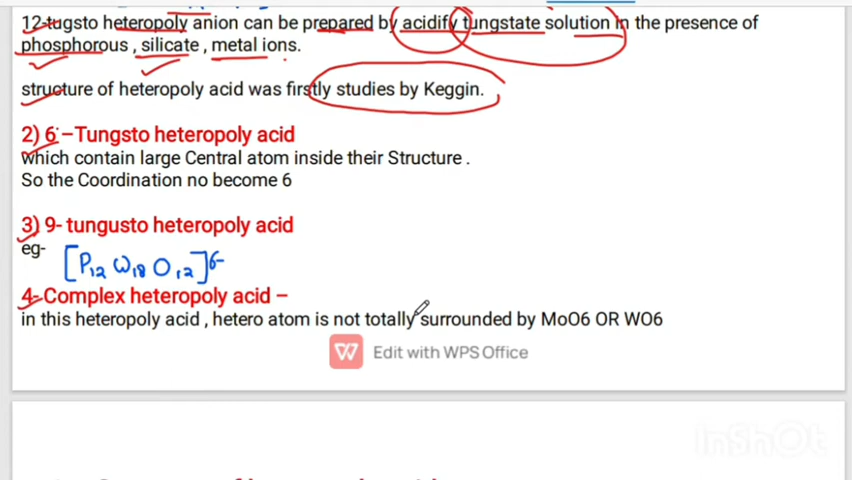 12-tugsto heteropoly anion can be prepared by acidify tungstate solution in the presence of
phosphorous , silicate , metal ions.
structure of heteropoly acid was firstly studies by Keggin.
2) 6 –Tungsto heteropoly acid
which contain large Central atom inside their Structure .
So the Coordination no become 6
3) 9- tungusto heteropoly acid
eg- [P12 W18 O12]6-
4-Complex heteropoly acid –
in this heteropoly acid , hetero atom is not totally surrounded by MoO6 OR WO6
Edit with WPS Office
InShOt